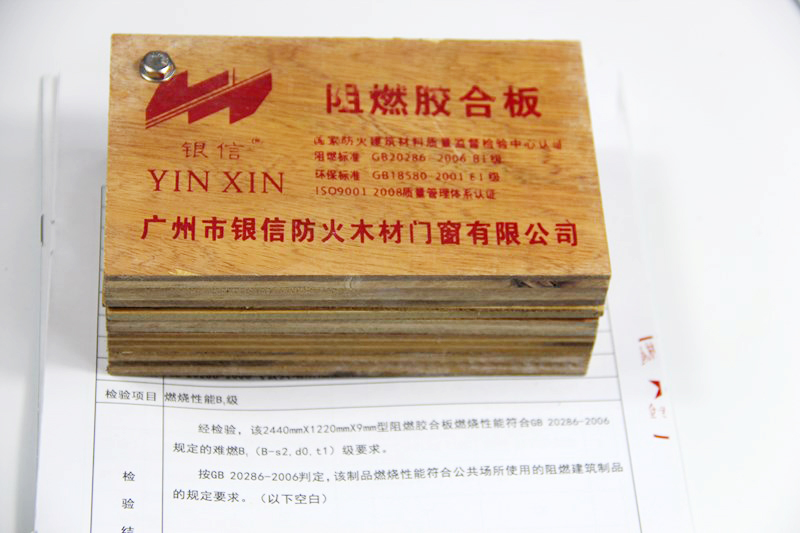 阻燃胶合板
银信™
YIN XIN
国家防火建筑材料质量监督检验中心认证
阻燃标准 GB20286-2006 B1级
环保标准 GB18580-2001 E1级
ISO9001 2008质量管理体系认证
广州市银信防火木材门窗有限公司
检验项目 燃烧性能B₁级
经检验，该2440mmX1220mmX9mm型阻燃胶合板燃烧性能符合GB 20286-2006
规定的难燃B₁（B-s2,d0,t1）级要求。
按GB 20286-2006判定，该制品燃烧性能符合公共场所使用的阻燃建筑制品
的规定要求。（以下空白）
检
验
结